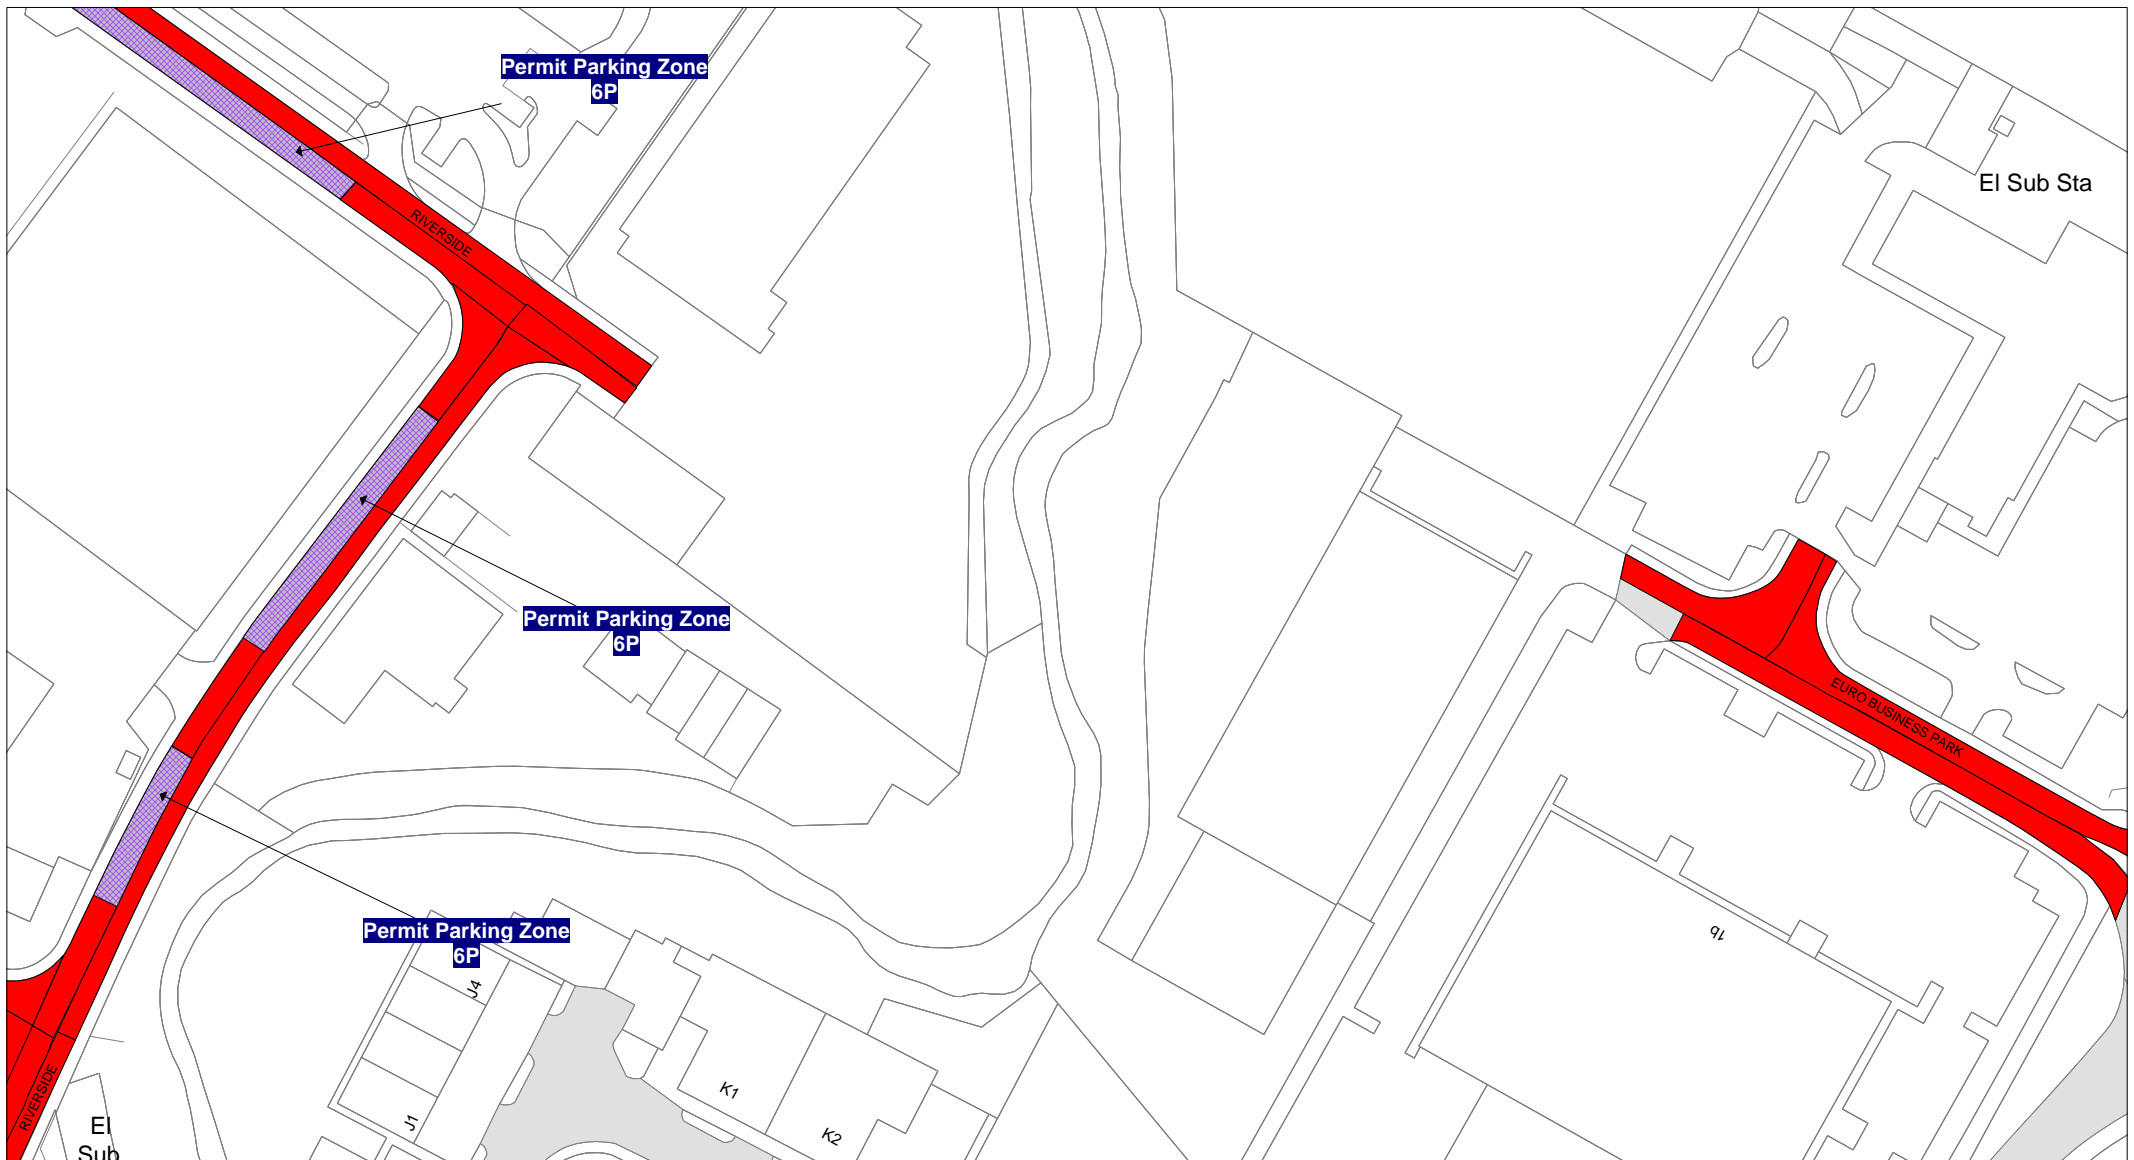 Permit Parking Zone
6P
El Sub Sta
RIVERSIDE
Permit Parking Zone
6P
EURO BUSINESS PARK
Permit Parking Zone
6P
1b
J4
K1
J1
K2
RIVERSIDE
El
Sub